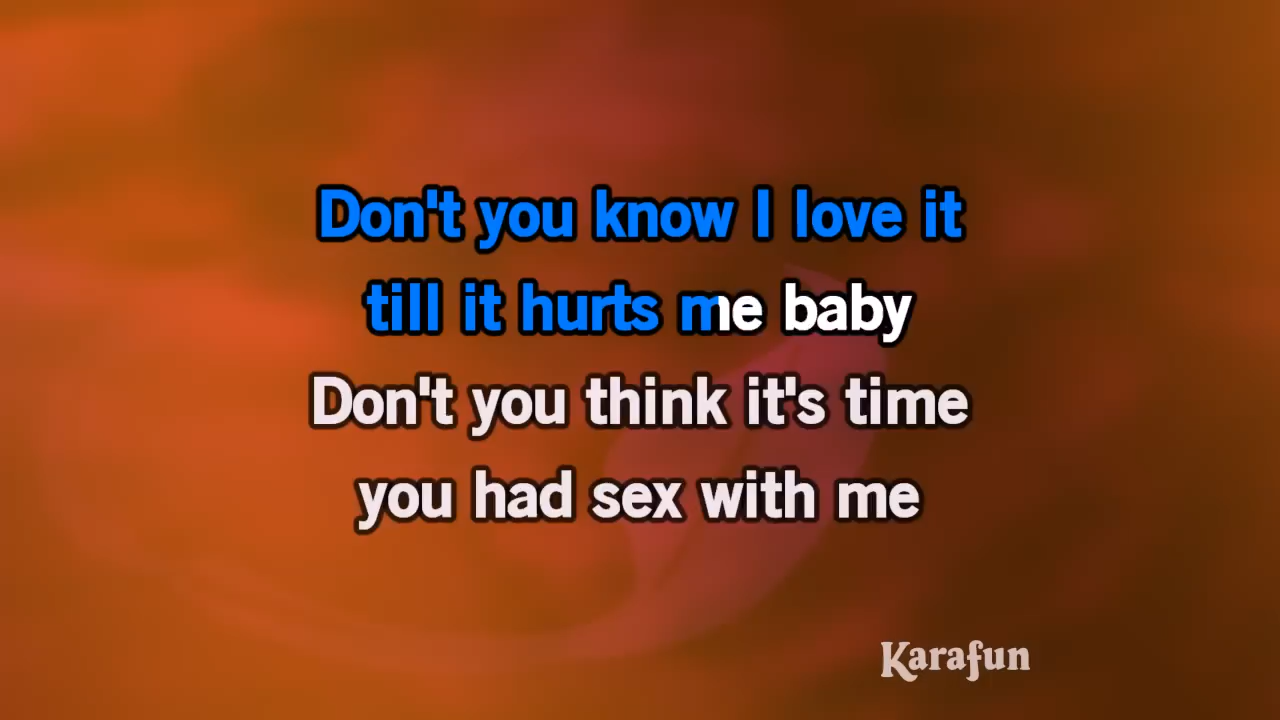 Don't you know I love it
till it hurts me baby
Don't you think it's time
you had sex with me
Karafun